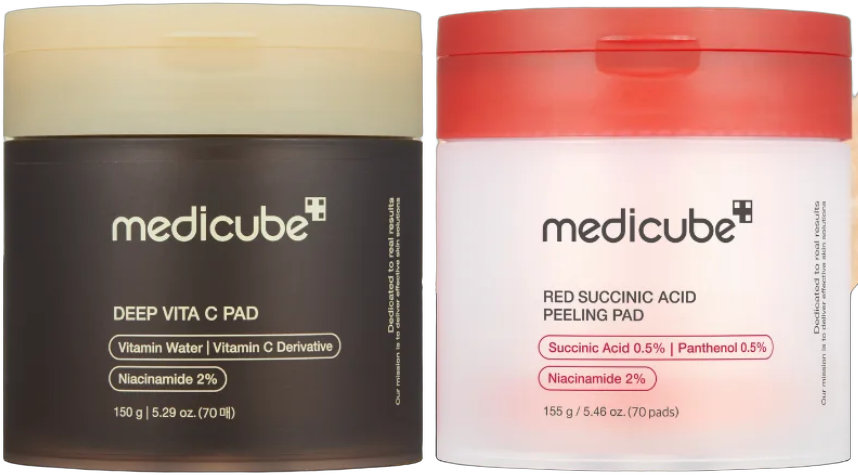 medicube
DEEP VITA C PAD
Vitamin Water | Vitamin C Derivative
Niacinamide 2%
150 g | 5.29 oz. (70 매)
Dedicated to real results
Our mission is to deliver effective skin solutions
medicube
RED SUCCINIC ACID
PEELING PAD
Succinic Acid 0.5% | Panthenol 0.5%
Niacinamide 2%
155 g / 5.46 oz. (70 pads)
Dedicated to real results
Our mission is to deliver effective skin solutions